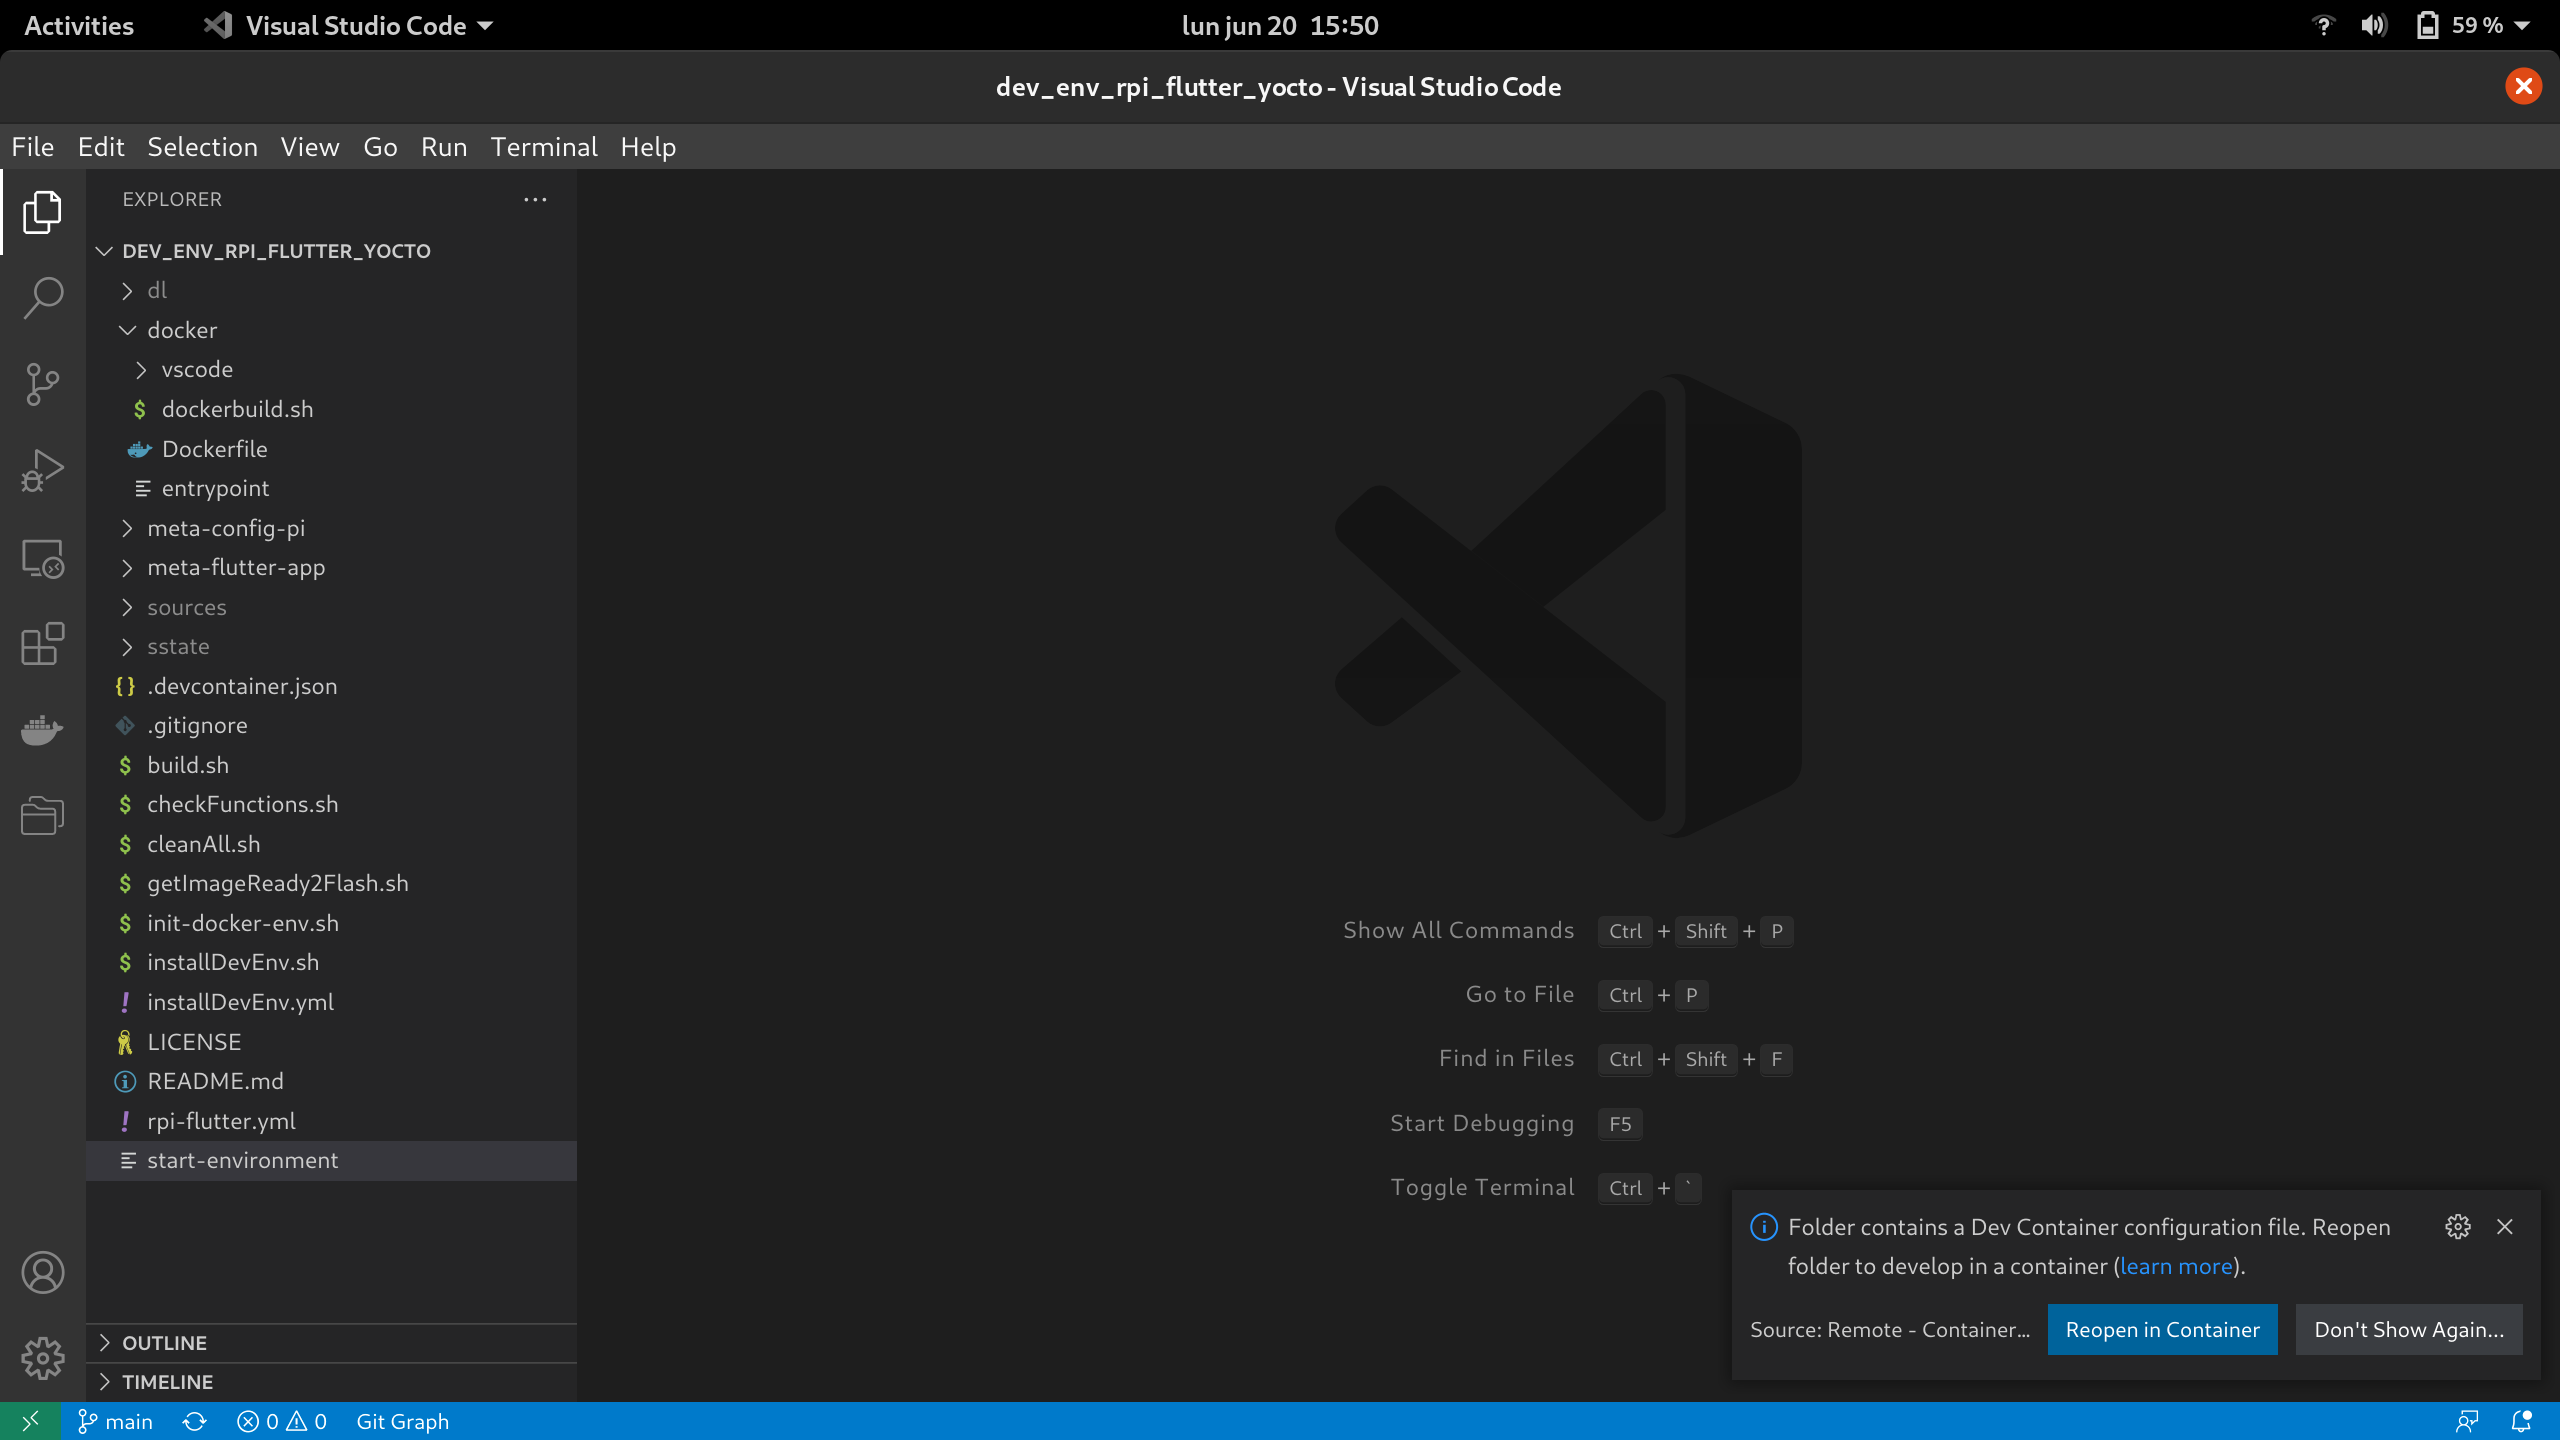 Activities Visual Studio Code lun jun 20 15:50 59 %
dev_env_rpi_flutter_yocto - Visual Studio Code
File Edit Selection View Go Run Terminal Help
EXPLORER
DEV_ENV_RPI_FLUTTER_YOCTO
dl
docker
vscode
dockerbuild.sh
Dockerfile
entrypoint
meta-config-pi
meta-flutter-app
sources
sstate
.devcontainer.json
.gitignore
build.sh
checkFunctions.sh
cleanAll.sh
getImageReady2Flash.sh
init-docker-env.sh
installDevEnv.sh
installDevEnv.yml
LICENSE
README.md
rpi-flutter.yml
start-environment
OUTLINE
TIMELINE
Show All Commands Ctrl + Shift + P
Go to File Ctrl + P
Find in Files Ctrl + Shift + F
Start Debugging F5
Toggle Terminal Ctrl + `
Folder contains a Dev Container configuration file. Reopen
folder to develop in a container (learn more).
Source: Remote - Container... Reopen in Container Don't Show Again...
main 0 0 Git Graph